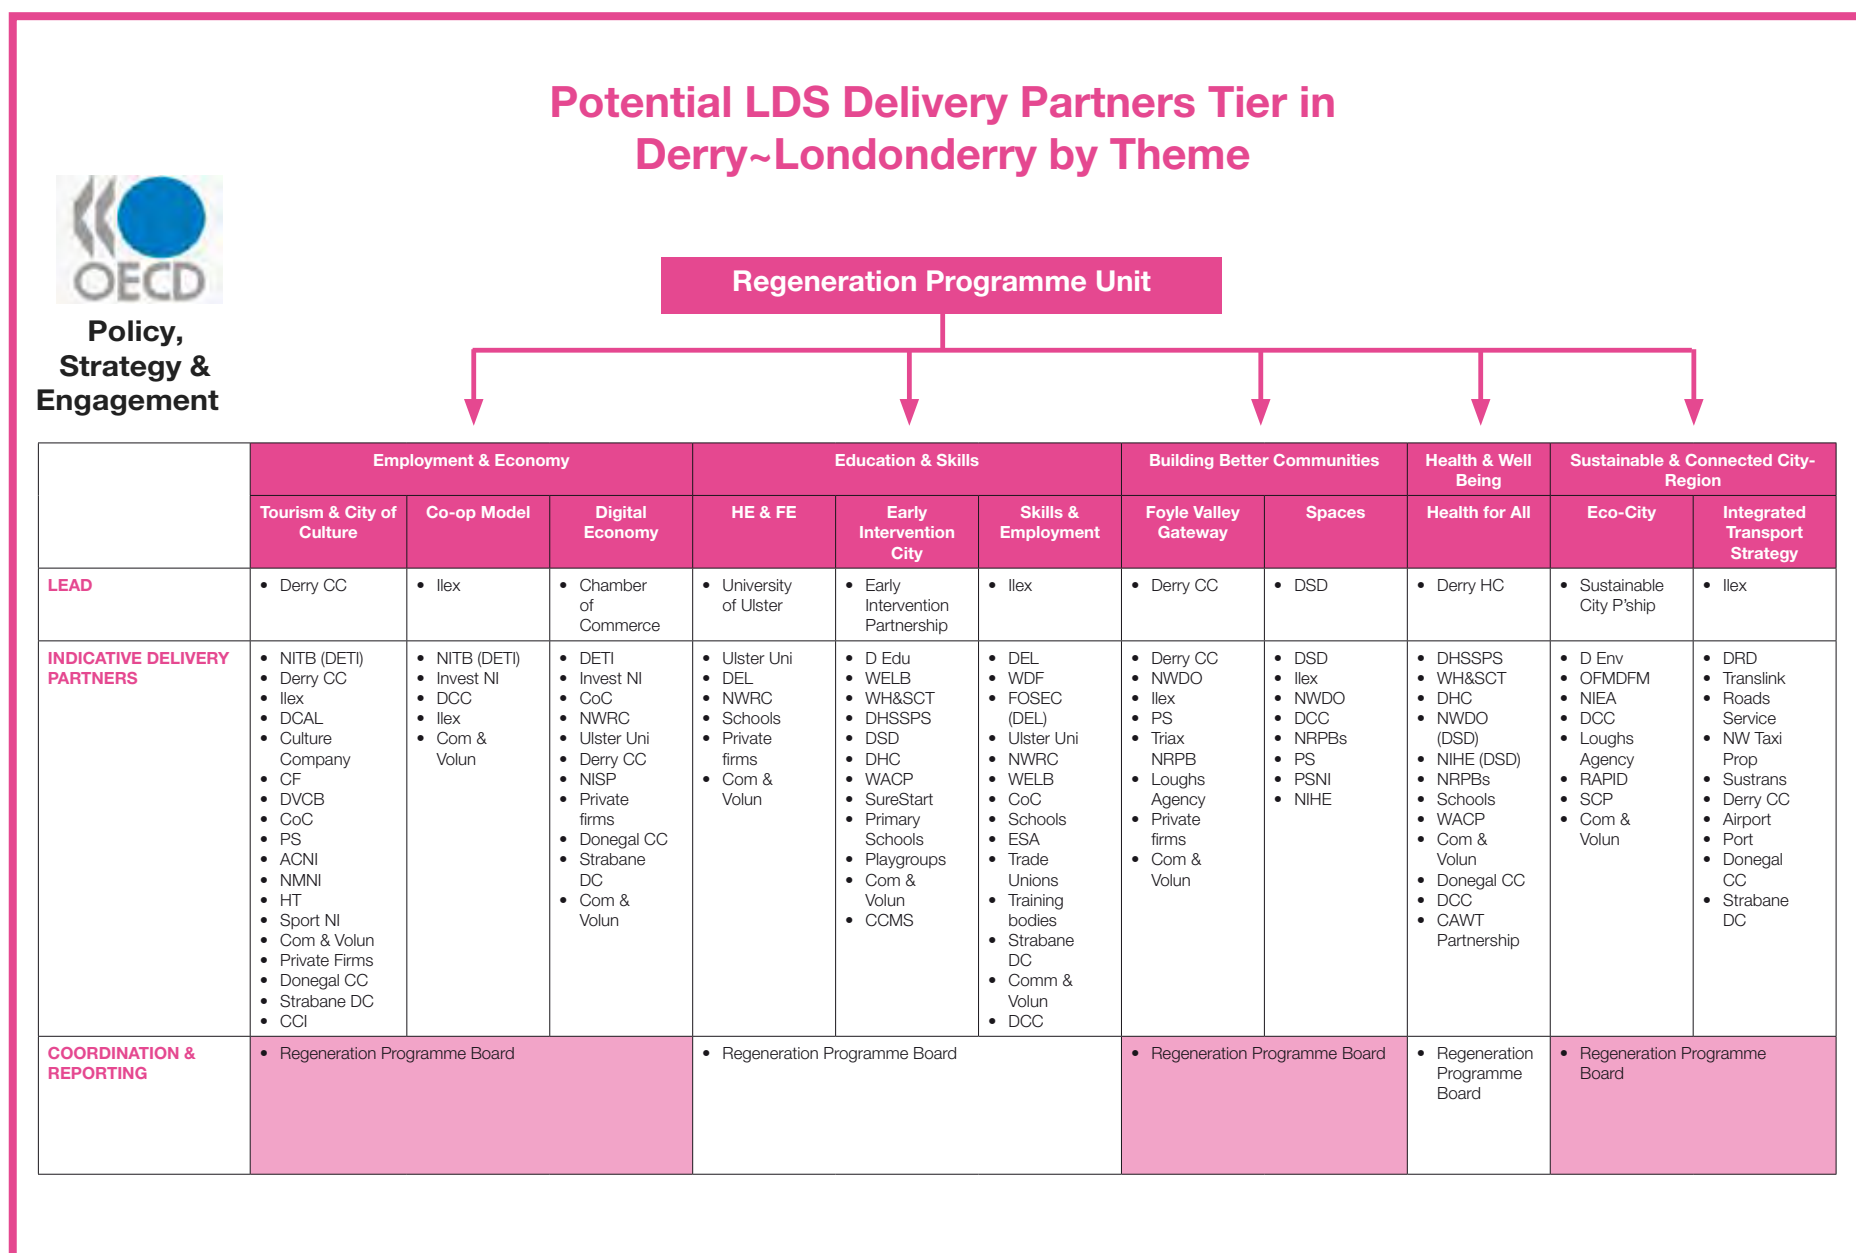 Potential LDS Delivery Partners Tier in
Derry~Londonderry by Theme
OECD
Policy,
Strategy &
Engagement
Regeneration Programme Unit
Employment & Economy
Education & Skills
Building Better Communities
Health & Well
Being
Sustainable & Connected City-
Region
Tourism & City of
Culture
Co-op Model
Digital
Economy
HE & FE
Early
Intervention
City
Skills &
Employment
Foyle Valley
Gateway
Spaces
Health for All
Eco-City
Integrated
Transport
Strategy
LEAD
• Derry CC
• Ilex
• Chamber
of
Commerce
• University
of Ulster
• Early
Intervention
Partnership
• Ilex
• Derry CC
• DSD
• Derry HC
• Sustainable
City P'ship
• Ilex
INDICATIVE DELIVERY
PARTNERS
• NITB (DETI)
• Derry CC
• Ilex
• DCAL
• Culture
Company
• CF
• DVCB
• CoC
• PS
• ACNI
• NMNI
• HT
• Sport NI
• Com & Volun
• Private Firms
• Donegal CC
• Strabane DC
• CCI
• NITB (DETI)
• Invest NI
• DCC
• Ilex
• Com &
Volun
• DETI
• Invest NI
• CoC
• NWRC
• Ulster Uni
• Derry CC
• NISP
• Private
firms
• Donegal CC
• Strabane
DC
• Com &
Volun
• Ulster Uni
• DEL
• NWRC
• Schools
• Private
firms
• Com &
Volun
• D Edu
• WELB
• WH&SCT
• DHSSPS
• DSD
• DHC
• WACP
• SureStart
• Primary
Schools
• Playgroups
• Com &
Volun
• CCMS
• DEL
• WDF
• FOSEC
(DEL)
• Ulster Uni
• NWRC
• WELB
• CoC
• Schools
• ESA
• Trade
Unions
• Training
bodies
• Strabane
DC
• Comm &
Volun
• DCC
• Derry CC
• NWDO
• Ilex
• PS
• Triax
NRPB
• Loughs
Agency
• Private
firms
• Com &
Volun
• DSD
• Ilex
• NWDO
• DCC
• NRPBs
• PS
• PSNI
• NIHE
• DHSSPS
• WH&SCT
• DHC
• NWDO
(DSD)
• NIHE (DSD)
• NRPBs
• Schools
• WACP
• Com &
Volun
• Donegal CC
• DCC
• CAWT
Partnership
• D Env
• OFMDFM
• NIEA
• DCC
• Loughs
Agency
• RAPID
• SCP
• Com &
Volun
• DRD
• Translink
• Roads
Service
• NW Taxi
Prop
• Sustrans
• Derry CC
• Airport
• Port
• Donegal
CC
• Strabane
DC
COORDINATION &
REPORTING
• Regeneration Programme Board
• Regeneration Programme Board
• Regeneration Programme Board
• Regeneration
Programme
Board
• Regeneration Programme
Board